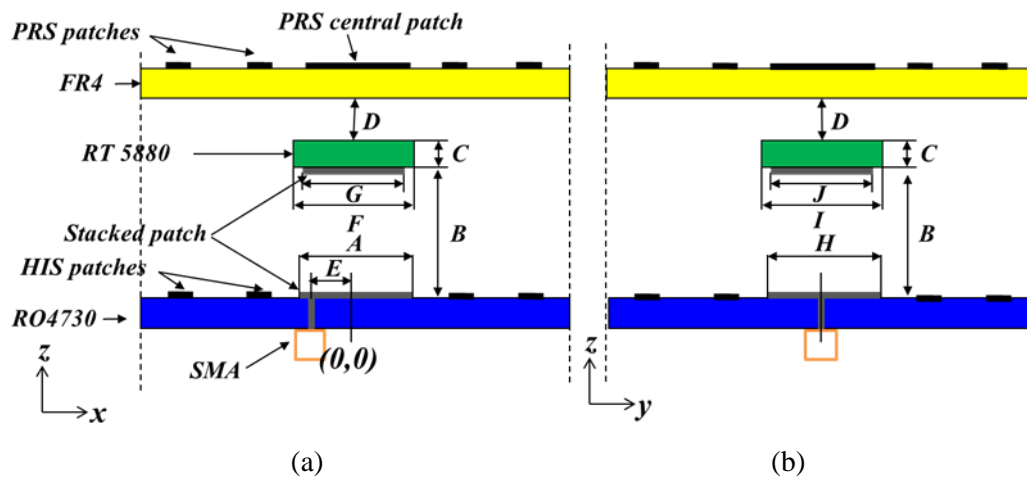 PRS patches
PRS central patch
FR4
D
D
RT 5880
C
C
G
J
F
I
Stacked patch
B
B
A
H
HIS patches
E
RO4730
SMA
(0,0)
z
x
z
y
(a)
(b)